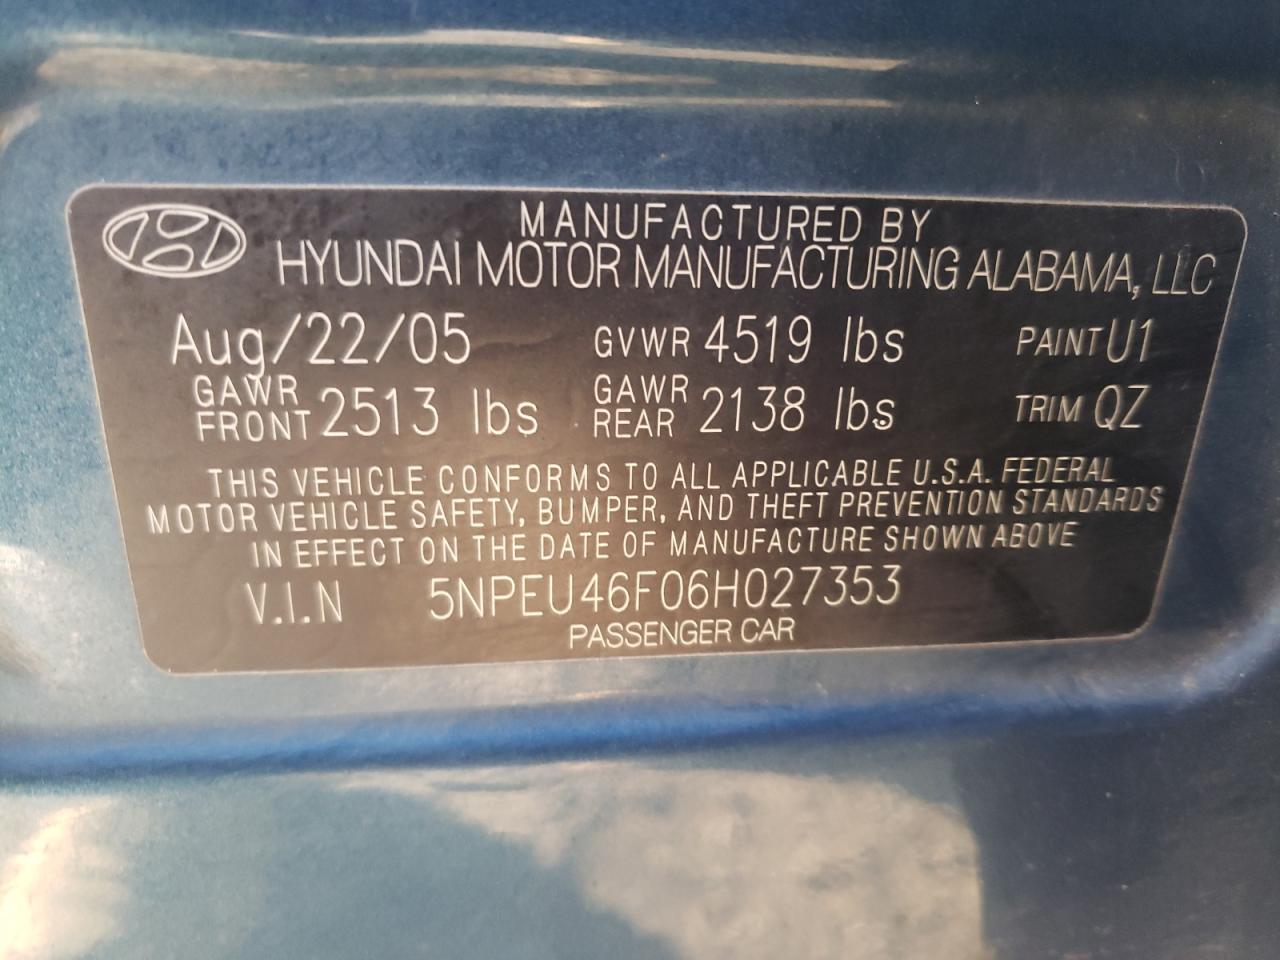 MANUFACTURED BY
HYUNDAI MOTOR MANUFACTURING ALABAMA, LLC
Aug/22/05 GVWR 4519 lbs PAINT U1
GAWR FRONT 2513 lbs GAWR REAR 2138 lbs TRIM QZ
THIS VEHICLE CONFORMS TO ALL APPLICABLE U.S.A. FEDERAL
MOTOR VEHICLE SAFETY, BUMPER, AND THEFT PREVENTION STANDARDS
IN EFFECT ON THE DATE OF MANUFACTURE SHOWN ABOVE
V.I.N 5NPEU46F06H027353
PASSENGER CAR